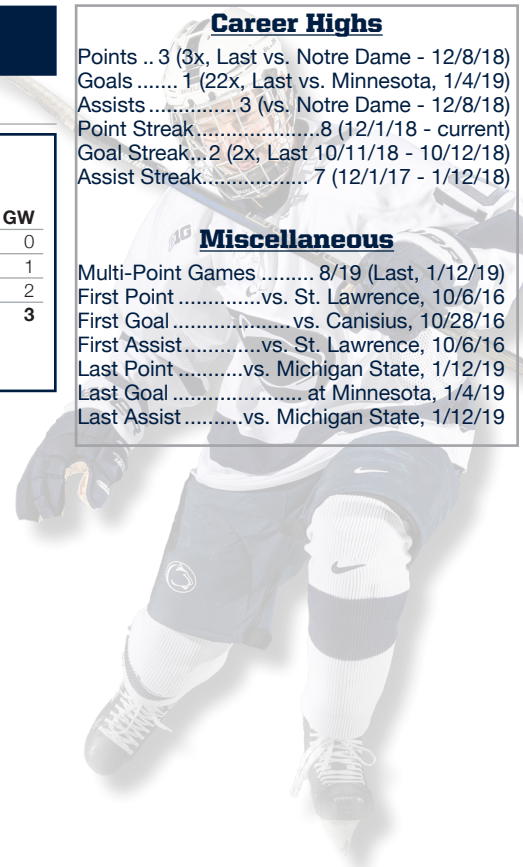 GW
0
1
2
3
Career Highs
Points .. 3 (3x, Last vs. Notre Dame - 12/8/18)
Goals ....... 1 (22x, Last vs. Minnesota, 1/4/19)
Assists ............... 3 (vs. Notre Dame - 12/8/18)
Point Streak.....................8 (12/1/18 - current)
Goal Streak...2 (2x, Last 10/11/18 - 10/12/18)
Assist Streak.................. 7 (12/1/17 - 1/12/18)
Miscellaneous
Multi-Point Games ......... 8/19 (Last, 1/12/19)
First Point ..............vs. St. Lawrence, 10/6/16
First Goal ....................vs. Canisius, 10/28/16
First Assist.............vs. St. Lawrence, 10/6/16
Last Point ...........vs. Michigan State, 1/12/19
Last Goal ...................... at Minnesota, 1/4/19
Last Assist ..........vs. Michigan State, 1/12/19